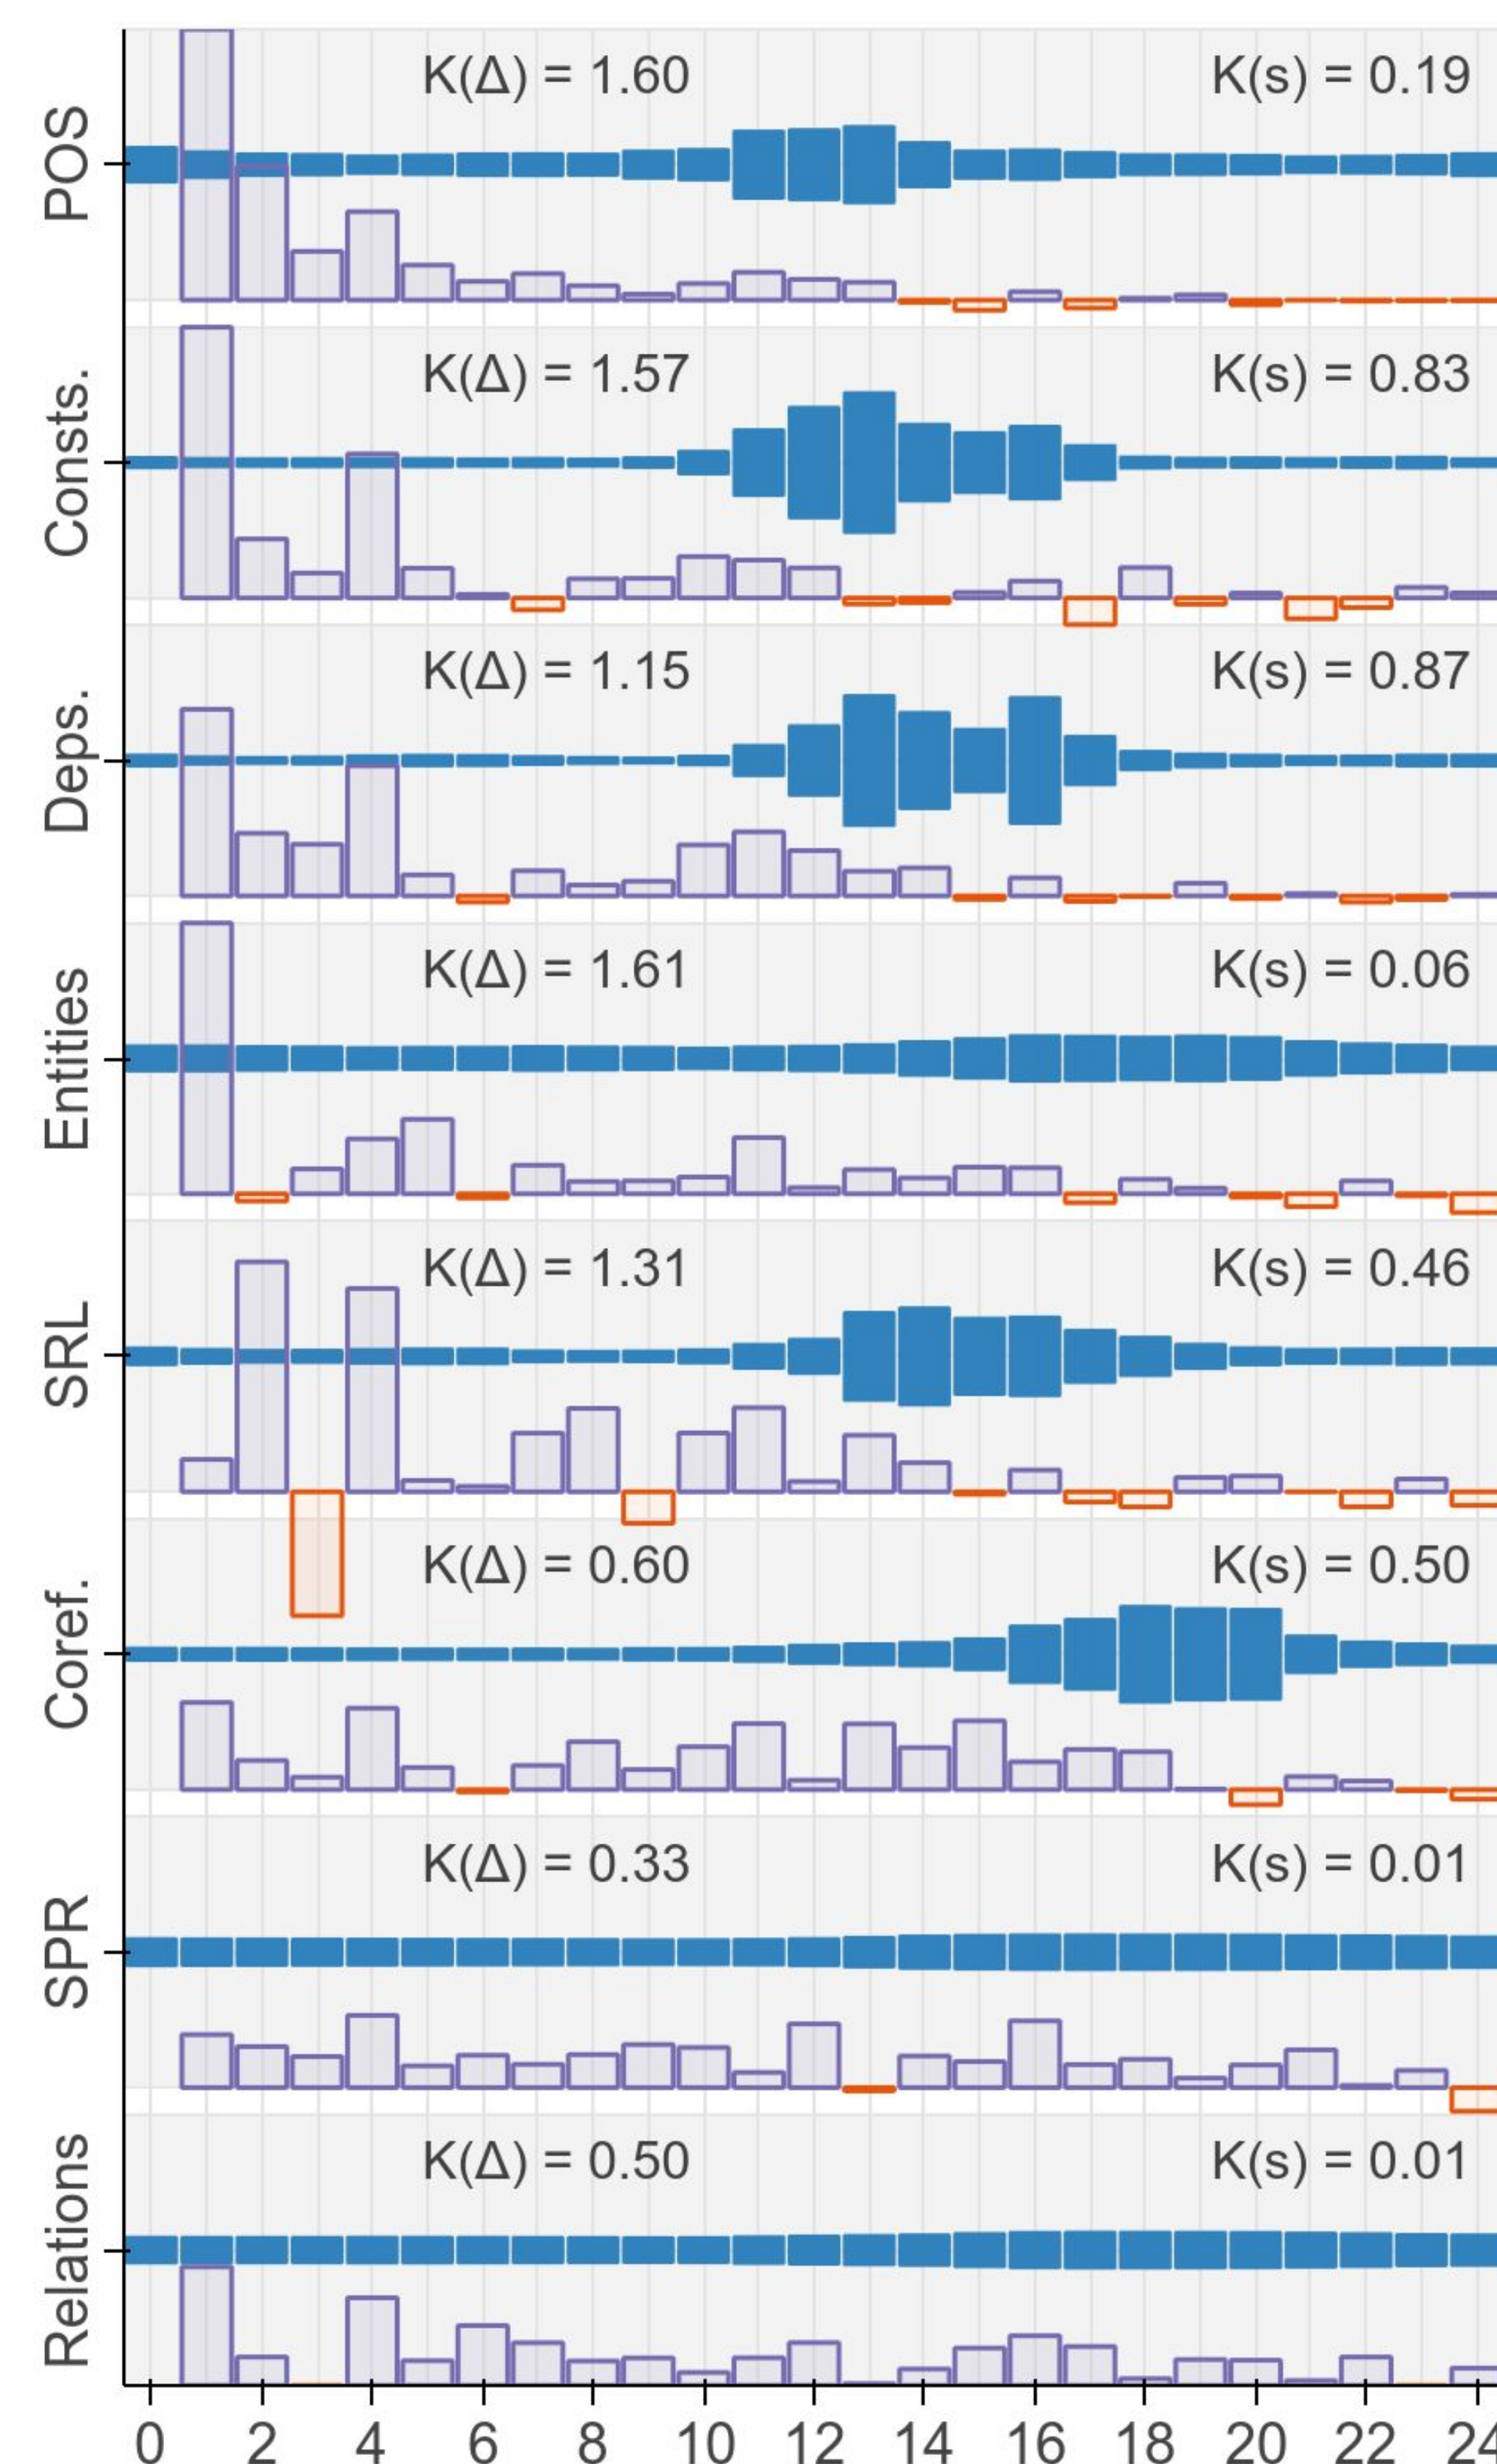 POS
K(Δ) = 1.60
K(s) = 0.19
Consts.
K(Δ) = 1.57
K(s) = 0.83
Deps.
K(Δ) = 1.15
K(s) = 0.87
Entities
K(Δ) = 1.61
K(s) = 0.06
SRL
K(Δ) = 1.31
K(s) = 0.46
Coref.
K(Δ) = 0.60
K(s) = 0.50
SPR
K(Δ) = 0.33
K(s) = 0.01
Relations
K(Δ) = 0.50
K(s) = 0.01
0 2 4 6 8 10 12 14 16 18 20 22 24